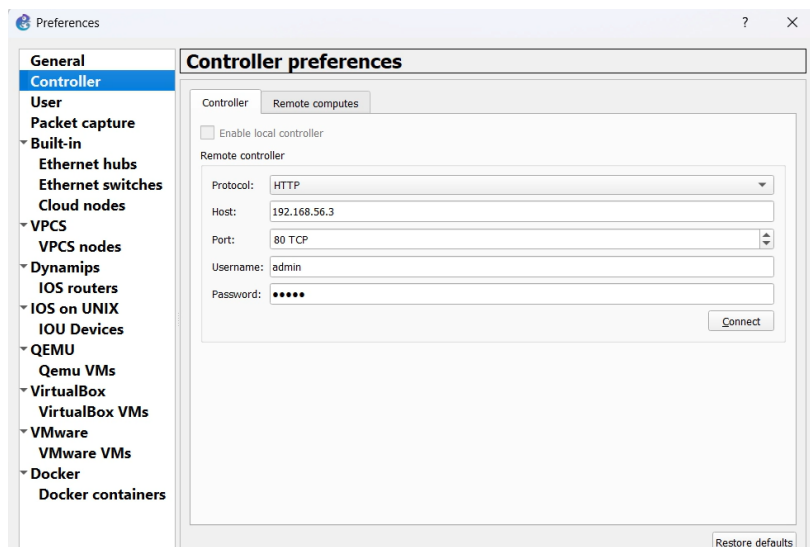 Preferences
?
General
Controller
User
Packet capture
Built-in
Ethernet hubs
Ethernet switches
Cloud nodes
VPCS
VPCS nodes
Dynamips
IOS routers
IOS on UNIX
IOU Devices
QEMU
Qemu VMs
VirtualBox
VirtualBox VMs
VMware
VMware VMs
Docker
Docker containers
Controller preferences
Controller Remote computes
Enable local controller
Remote controller
Protocol: HTTP
Host: 192.168.56.3
Port: 80 TCP
Username: admin
Password: •••••
Connect
Restore defaults